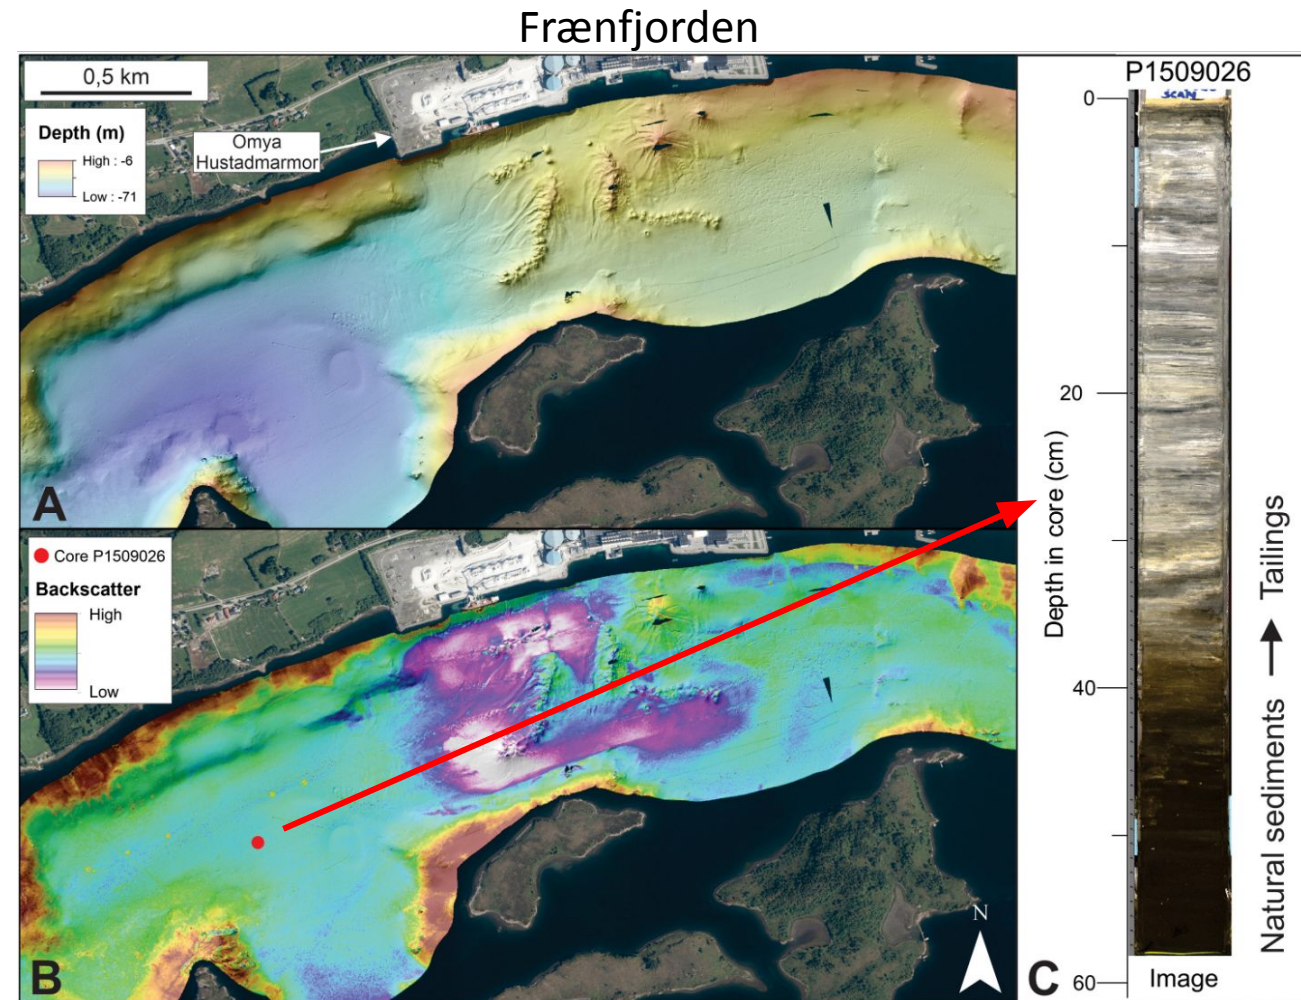 Frænfjorden
0,5 km
Depth (m)
High : -6
Low : -71
Omya
Hustadmarmor
A
Core P1509026
Backscatter
High
Low
N
B
P1509026
SCAN
0
20
40
60
Depth in core (cm)
Natural sediments → Tailings
C
Image